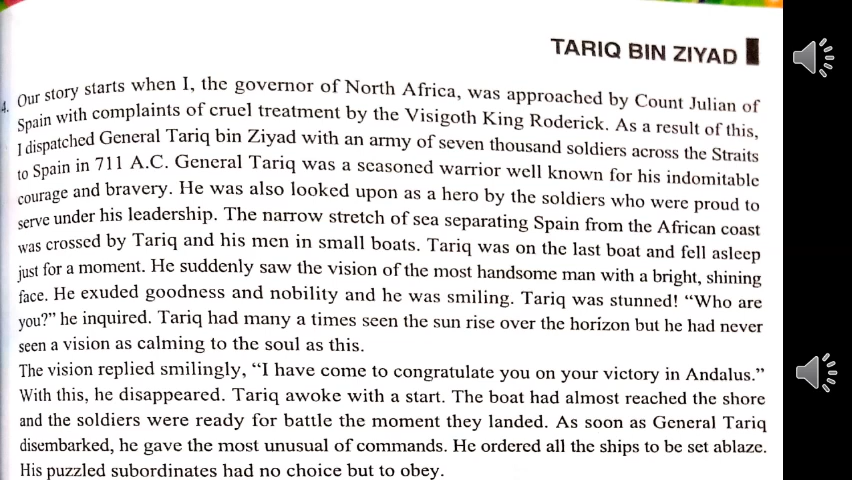 TARIQ BIN ZIYAD
4. Our story starts when I, the governor of North Africa, was approached by Count Julian of
Spain with complaints of cruel treatment by the Visigoth King Roderick. As a result of this,
I dispatched General Tariq bin Ziyad with an army of seven thousand soldiers across the Straits
to Spain in 711 A.C. General Tariq was a seasoned warrior well known for his indomitable
courage and bravery. He was also looked upon as a hero by the soldiers who were proud to
serve under his leadership. The narrow stretch of sea separating Spain from the African coast
was crossed by Tariq and his men in small boats. Tariq was on the last boat and fell asleep
just for a moment. He suddenly saw the vision of the most handsome man with a bright, shining
face. He exuded goodness and nobility and he was smiling. Tariq was stunned! “Who are
you?” he inquired. Tariq had many a times seen the sun rise over the horizon but he had never
seen a vision as calming to the soul as this.
The vision replied smilingly, “I have come to congratulate you on your victory in Andalus.”
With this, he disappeared. Tariq awoke with a start. The boat had almost reached the shore
and the soldiers were ready for battle the moment they landed. As soon as General Tariq
disembarked, he gave the most unusual of commands. He ordered all the ships to be set ablaze.
His puzzled subordinates had no choice but to obey.